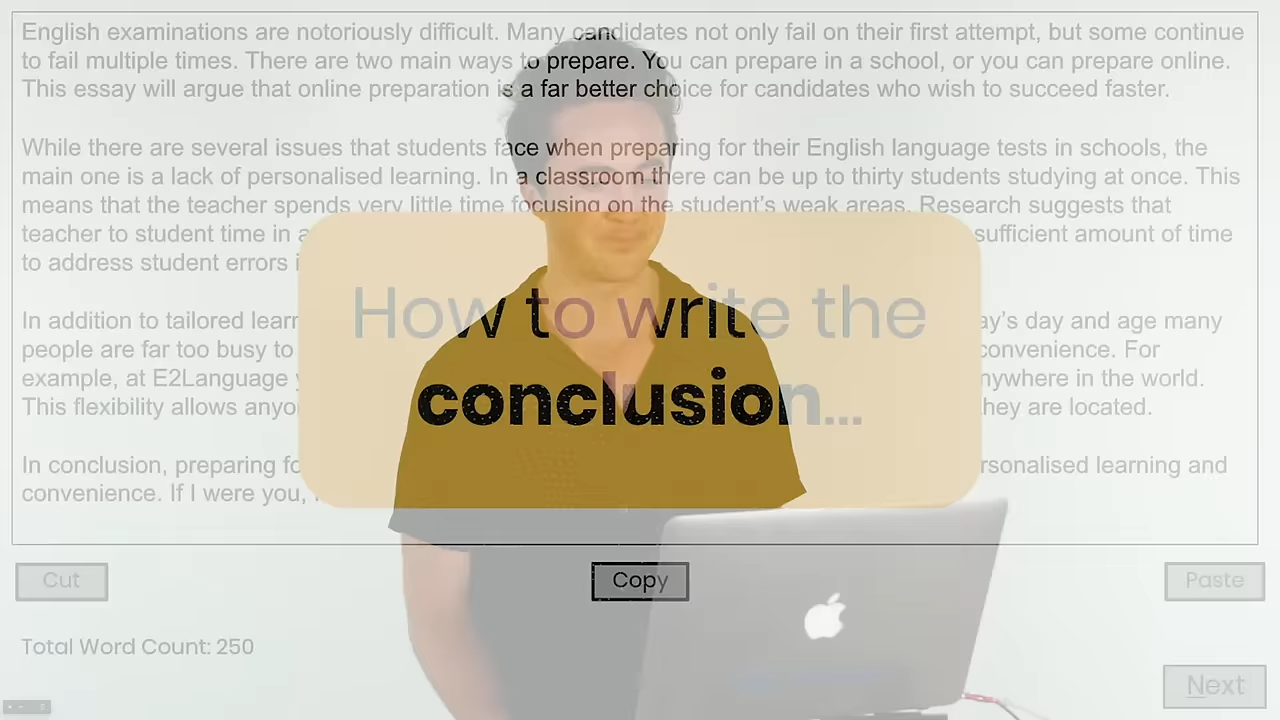 English examinations are notoriously difficult. Many candidates not only fail on their first attempt, but some continue
to fail multiple times. There are two main ways to prepare. You can prepare in a school, or you can prepare online.
This essay will argue that online preparation is a far better choice for candidates who wish to succeed faster.
While there are several issues that students face when preparing for their English language tests in schools, the
main one is a lack of personalised learning. In a classroom there can be up to thirty students studying at once. This
means that the teacher spends very little time focusing on the student's weak areas. Research suggests that
teacher to student time in a sufficient amount of time
to address student errors i
In addition to tailored learn ay's day and age many
people are far too busy to convenience. For
example, at E2Language nywhere in the world.
This flexibility allows anyo they are located.
In conclusion, preparing fo rsonalised learning and
convenience. If I were you,
How to write the
conclusion...
Cut
Copy
Paste
Total Word Count: 250
Next